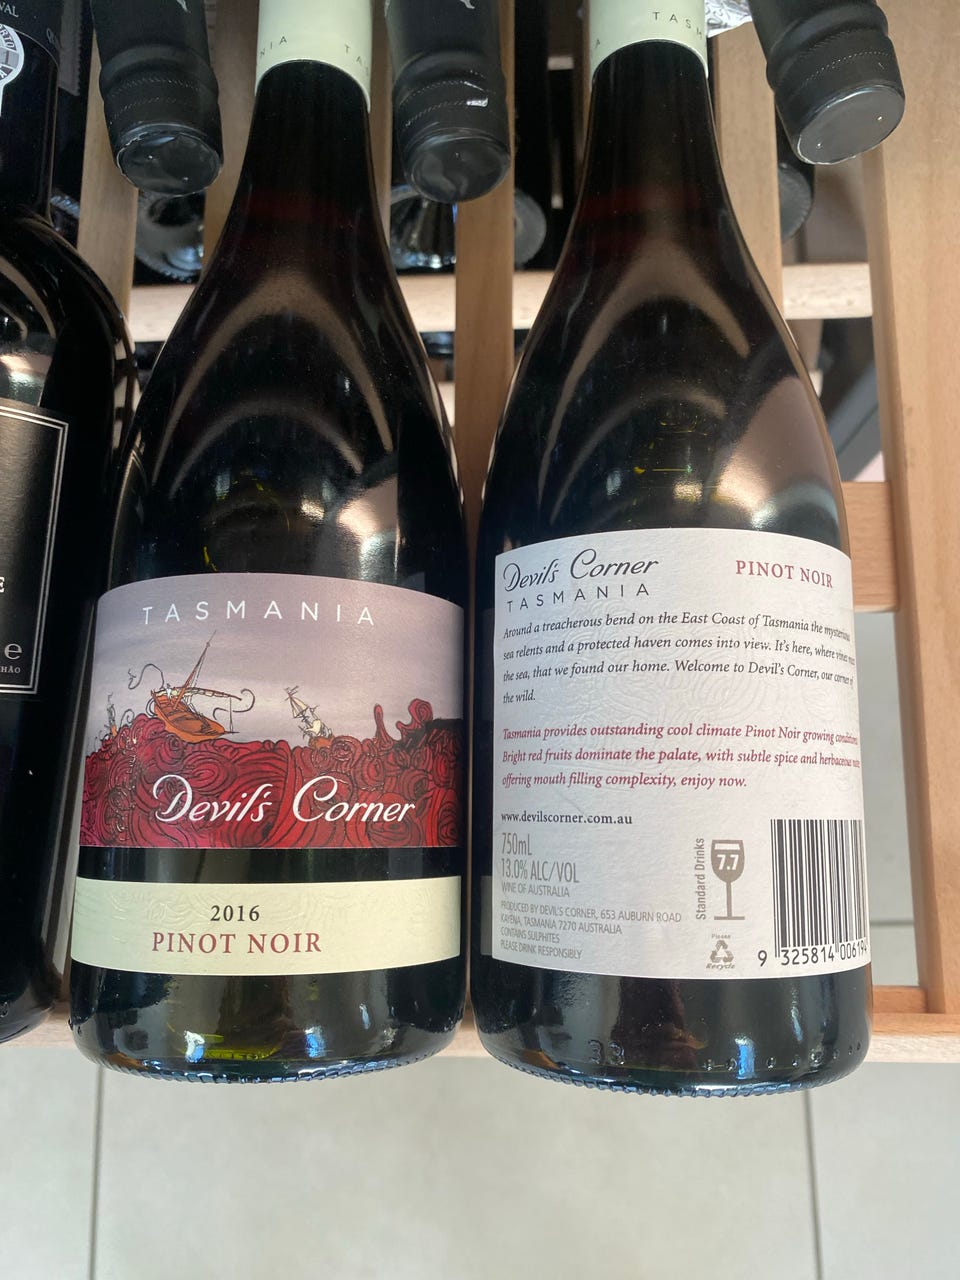 TASM
TASMANIA
Devil's Corner
2016
PINOT NOIR
Devil's Corner
TASMANIA
PINOT NOIR
Around a treacherous bend on the East Coast of Tasmania the mysterious
sea relents and a protected haven comes into view. It's here, where vines meet
the sea, that we found our home. Welcome to Devil's Corner, our corner of
the wild.
Tasmania provides outstanding cool climate Pinot Noir growing conditions.
Bright red fruits dominate the palate, with subtle spice and herbaceous
offering mouth filling complexity, enjoy now.
www.devilscorner.com.au
750mL
13.0% ALC/VOL
WINE OF AUSTRALIA
PRODUCED BY DEVIL'S CORNER, 653 AUBURN ROAD
KAYENA, TASMANIA 7270 AUSTRALIA
CONTAINS SULPHITES
PLEASE DRINK RESPONSIBLY
Standard Drinks
7.7
Please
Recycle
9 325814 006194